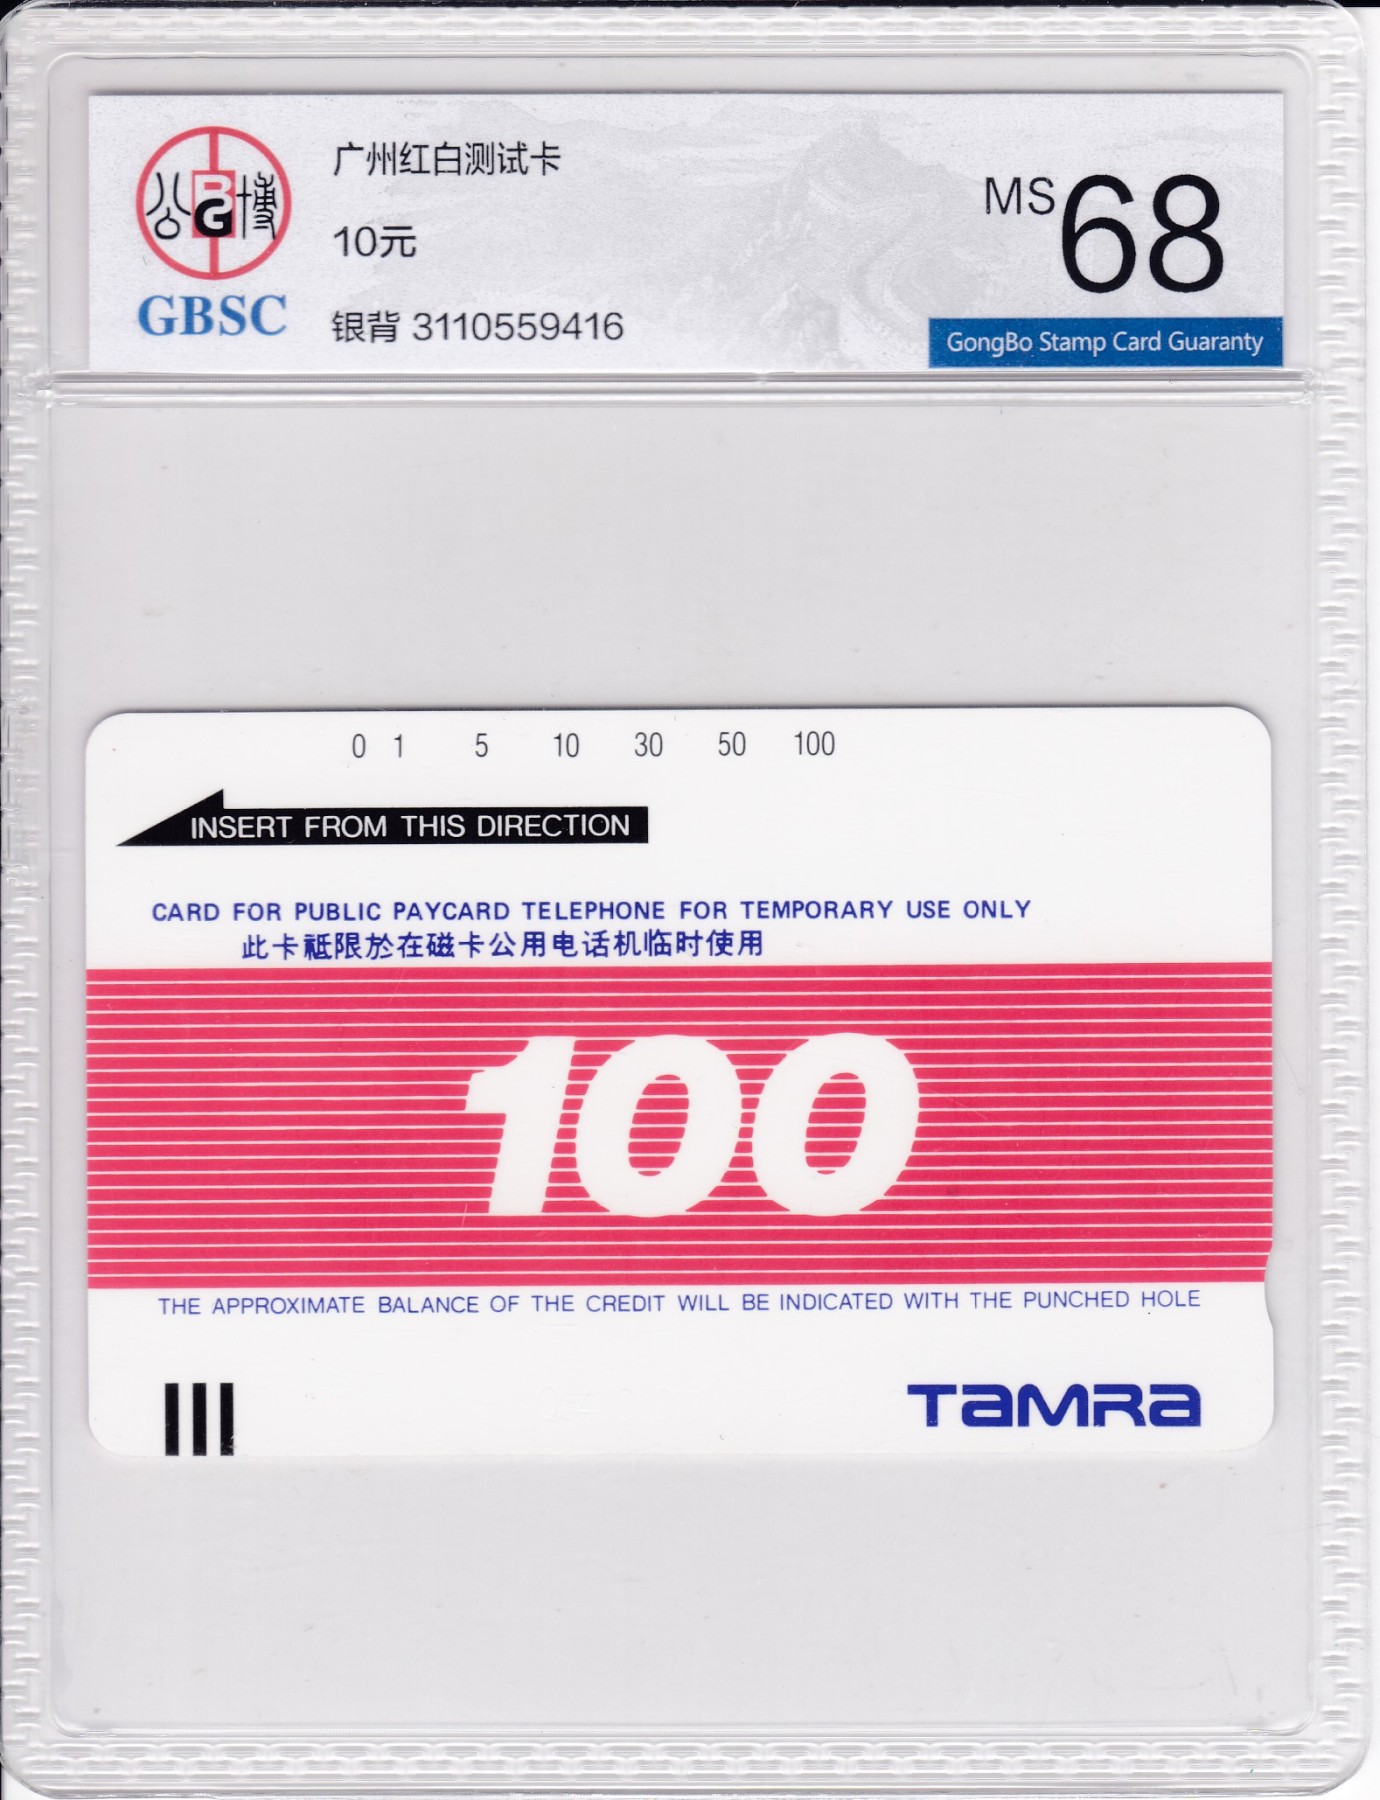 广州红白测试卡
10元
银背 3110559416
公 BG 博
GBSC
MS 68
GongBo Stamp Card Guaranty
0 1 5 10 30 50 100
INSERT FROM THIS DIRECTION
CARD FOR PUBLIC PAYCARD TELEPHONE FOR TEMPORARY USE ONLY
此卡祗限於在磁卡公用电话机临时使用
100
THE APPROXIMATE BALANCE OF THE CREDIT WILL BE INDICATED WITH THE PUNCHED HOLE
TAMRA